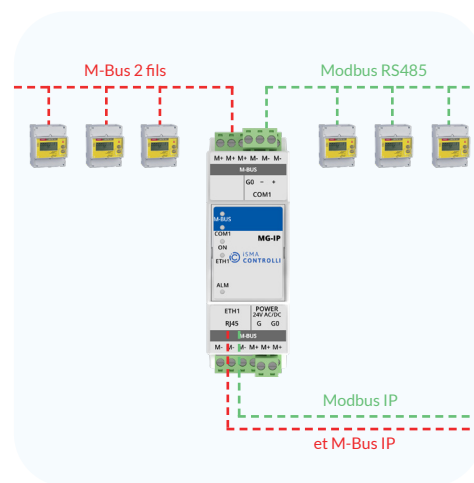 M-Bus 2 fils
Modbus RS485
M+ M+ M+ M- M- M-
M-BUS
G0 - +
COM1
M-BUS
COM1
MG-IP
ON
ETH1
iSMA
CONTROLLI
ALM
ETH1
POWER
24V AC/DC
RJ45
G G0
M-BUS
M- M- M- M+ M+ M+
Modbus IP
et M-Bus IP